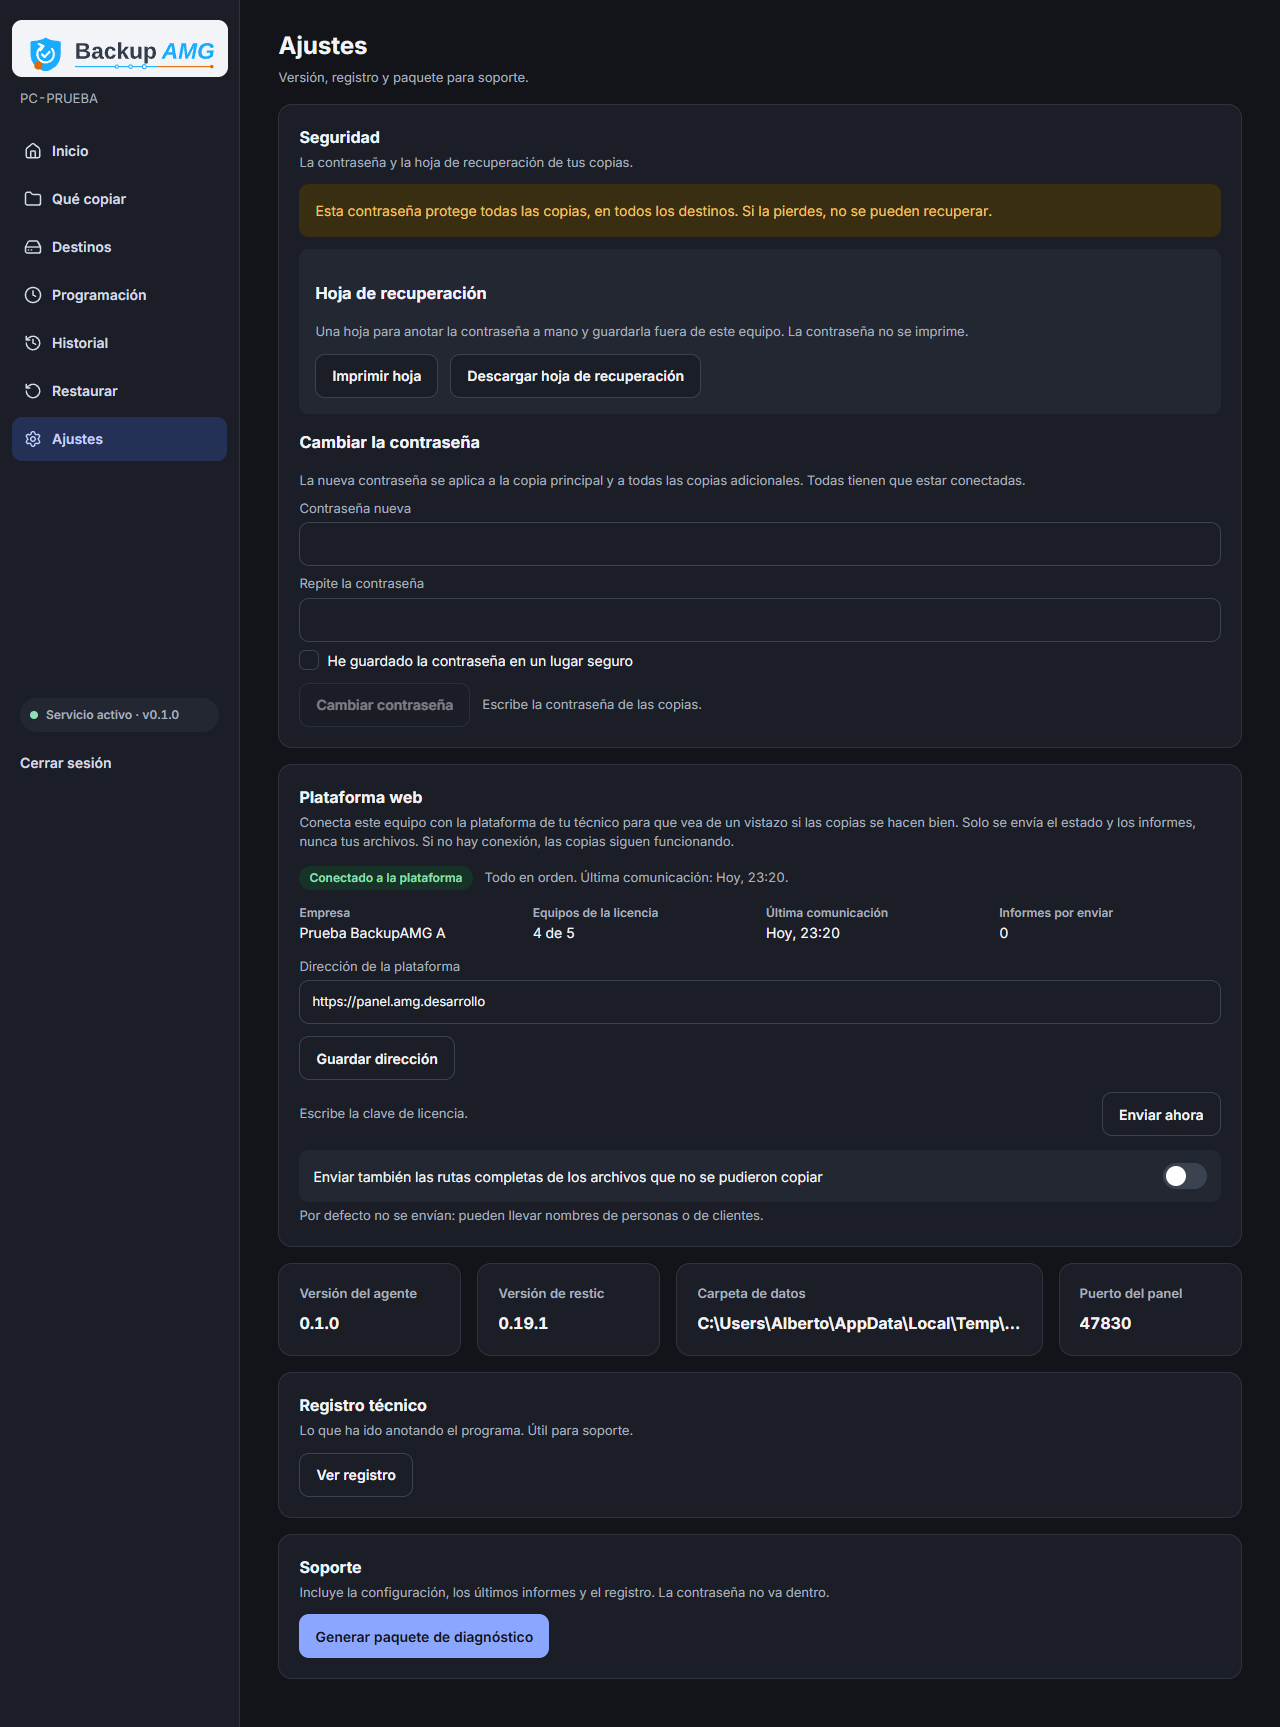 Backup AMG
PC-PRUEBA
Inicio
Qué copiar
Destinos
Programación
Historial
Restaurar
Ajustes
Servicio activo · v0.1.0
Cerrar sesión
Ajustes
Versión, registro y paquete para soporte.
Seguridad
La contraseña y la hoja de recuperación de tus copias.
Esta contraseña protege todas las copias, en todos los destinos. Si la pierdes, no se pueden recuperar.
Hoja de recuperación
Una hoja para anotar la contraseña a mano y guardarla fuera de este equipo. La contraseña no se imprime.
Imprimir hoja
Descargar hoja de recuperación
Cambiar la contraseña
La nueva contraseña se aplica a la copia principal y a todas las copias adicionales. Todas tienen que estar conectadas.
Contraseña nueva
Repite la contraseña
He guardado la contraseña en un lugar seguro
Cambiar contraseña
Escribe la contraseña de las copias.
Plataforma web
Conecta este equipo con la plataforma de tu técnico para que vea de un vistazo si las copias se hacen bien. Solo se envía el estado y los informes,
nunca tus archivos. Si no hay conexión, las copias siguen funcionando.
Conectado a la plataforma
Todo en orden. Última comunicación: Hoy, 23:20.
Empresa
Prueba BackupAMG A
Equipos de la licencia
4 de 5
Última comunicación
Hoy, 23:20
Informes por enviar
0
Dirección de la plataforma
https://panel.amg.desarrollo
Guardar dirección
Escribe la clave de licencia.
Enviar ahora
Enviar también las rutas completas de los archivos que no se pudieron copiar
Por defecto no se envían: pueden llevar nombres de personas o de clientes.
Versión del agente
0.1.0
Versión de restic
0.19.1
Carpeta de datos
C:\Users\Alberto\AppData\Local\Temp\...
Puerto del panel
47830
Registro técnico
Lo que ha ido anotando el programa. Útil para soporte.
Ver registro
Soporte
Incluye la configuración, los últimos informes y el registro. La contraseña no va dentro.
Generar paquete de diagnóstico